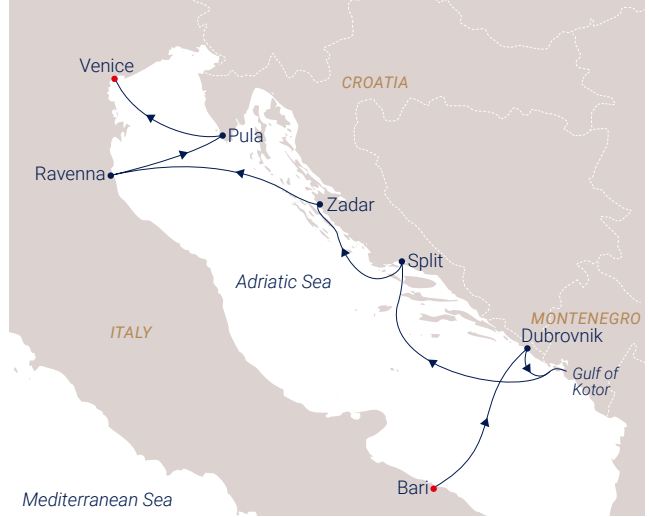 Venice
CROATIA
Pula
Ravenna
Zadar
Split
Adriatic Sea
MONTENEGRO
ITALY
Dubrovnik
Gulf of
Kotor
Bari
Mediterranean Sea